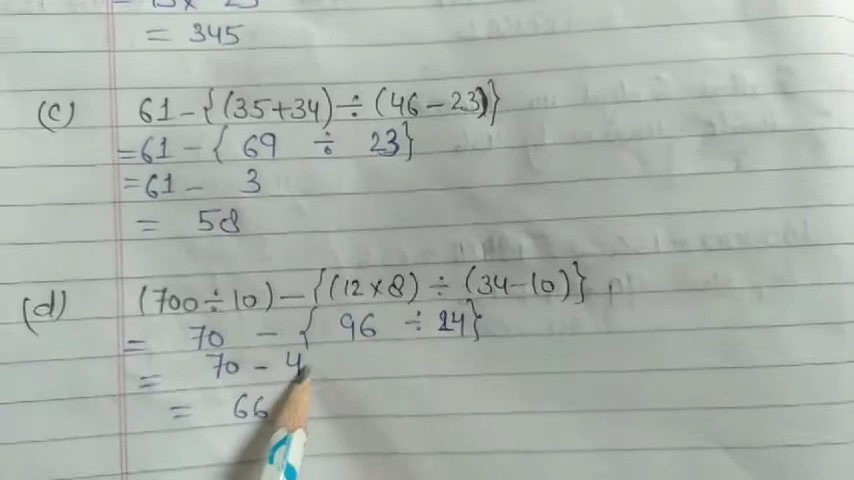 = 345
(c) 61-{(35+34)÷(46-23)}
=61-{ 69 ÷ 23}
=61- 3
= 58
(d) (700÷10)-{(12×8)÷(34-10)}
= 70 -{ 96 ÷24}
= 70-4
= 66